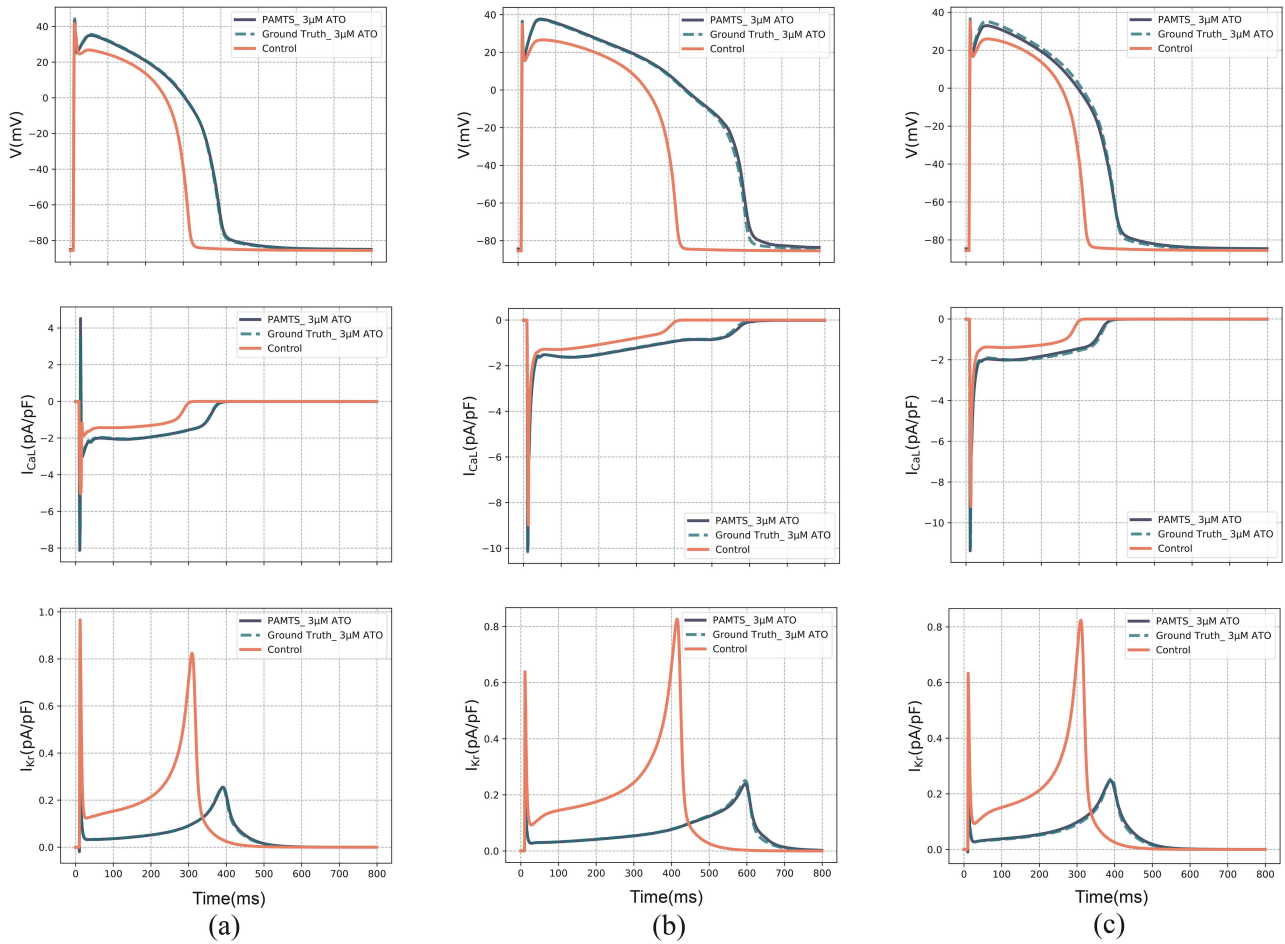 V(mV)
40
20
0
−20
−40
−60
−80
PAMTS_ 3μM ATO
Ground Truth_ 3μM ATO
Control
V(mV)
40
20
0
−20
−40
−60
−80
PAMTS_ 3μM ATO
Ground Truth_ 3μM ATO
Control
V(mV)
40
20
0
−20
−40
−60
−80
PAMTS_ 3μM ATO
Ground Truth_ 3μM ATO
Control
I_CaL(pA/pF)
4
2
0
−2
−4
−6
−8
PAMTS_ 3μM ATO
Ground Truth_ 3μM ATO
Control
I_CaL(pA/pF)
0
−2
−4
−6
−8
−10
PAMTS_ 3μM ATO
Ground Truth_ 3μM ATO
Control
I_CaL(pA/pF)
0
−2
−4
−6
−8
−10
PAMTS_ 3μM ATO
Ground Truth_ 3μM ATO
Control
I_Kr(pA/pF)
1.0
0.8
0.6
0.4
0.2
0.0
PAMTS_ 3μM ATO
Ground Truth_ 3μM ATO
Control
0 100 200 300 400 500 600 700 800
Time(ms)
(a)
I_Kr(pA/pF)
0.8
0.6
0.4
0.2
0.0
PAMTS_ 3μM ATO
Ground Truth_ 3μM ATO
Control
0 100 200 300 400 500 600 700 800
Time(ms)
(b)
I_Kr(pA/pF)
0.8
0.6
0.4
0.2
0.0
PAMTS_ 3μM ATO
Ground Truth_ 3μM ATO
Control
0 100 200 300 400 500 600 700 800
Time(ms)
(c)